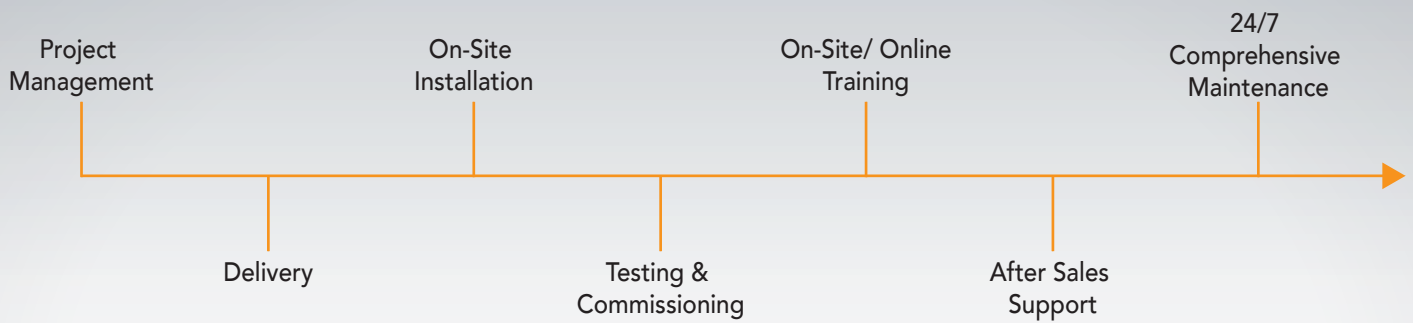 Project
Management
Delivery
On-Site
Installation
Testing &
Commissioning
On-Site/ Online
Training
After Sales
Support
24/7
Comprehensive
Maintenance